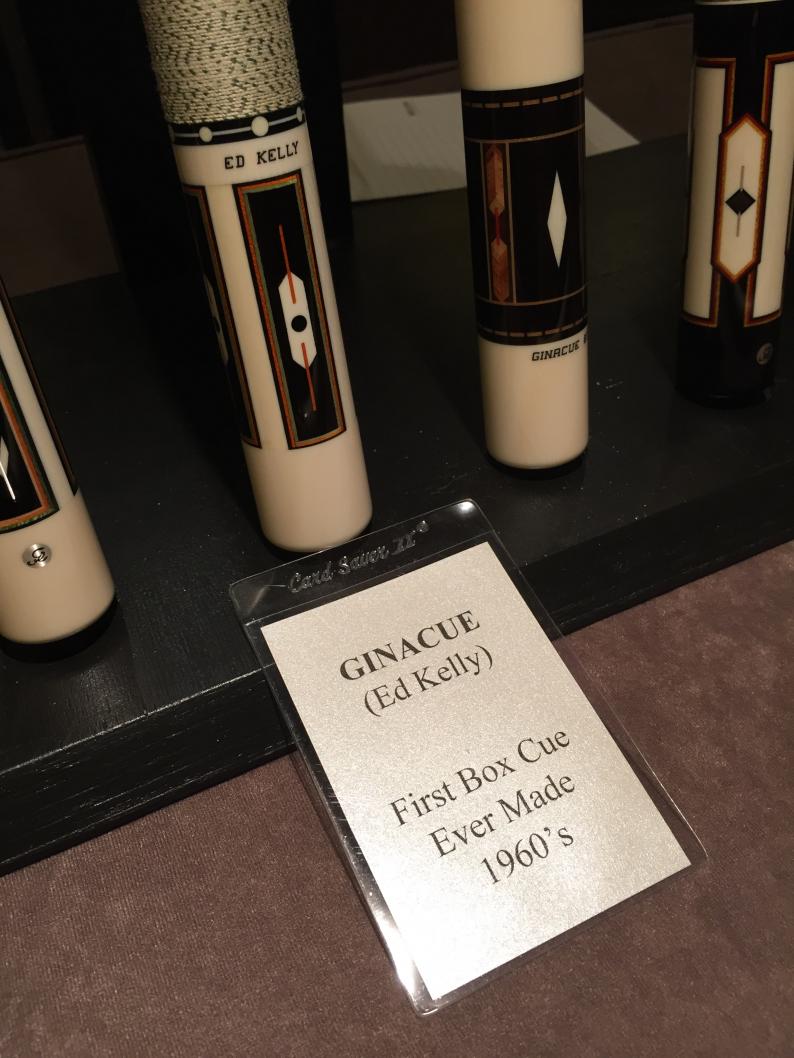 ED KELLY
GINACUE
Card Saver II®
GINACUE
(Ed Kelly)
First Box Cue
Ever Made
1960's